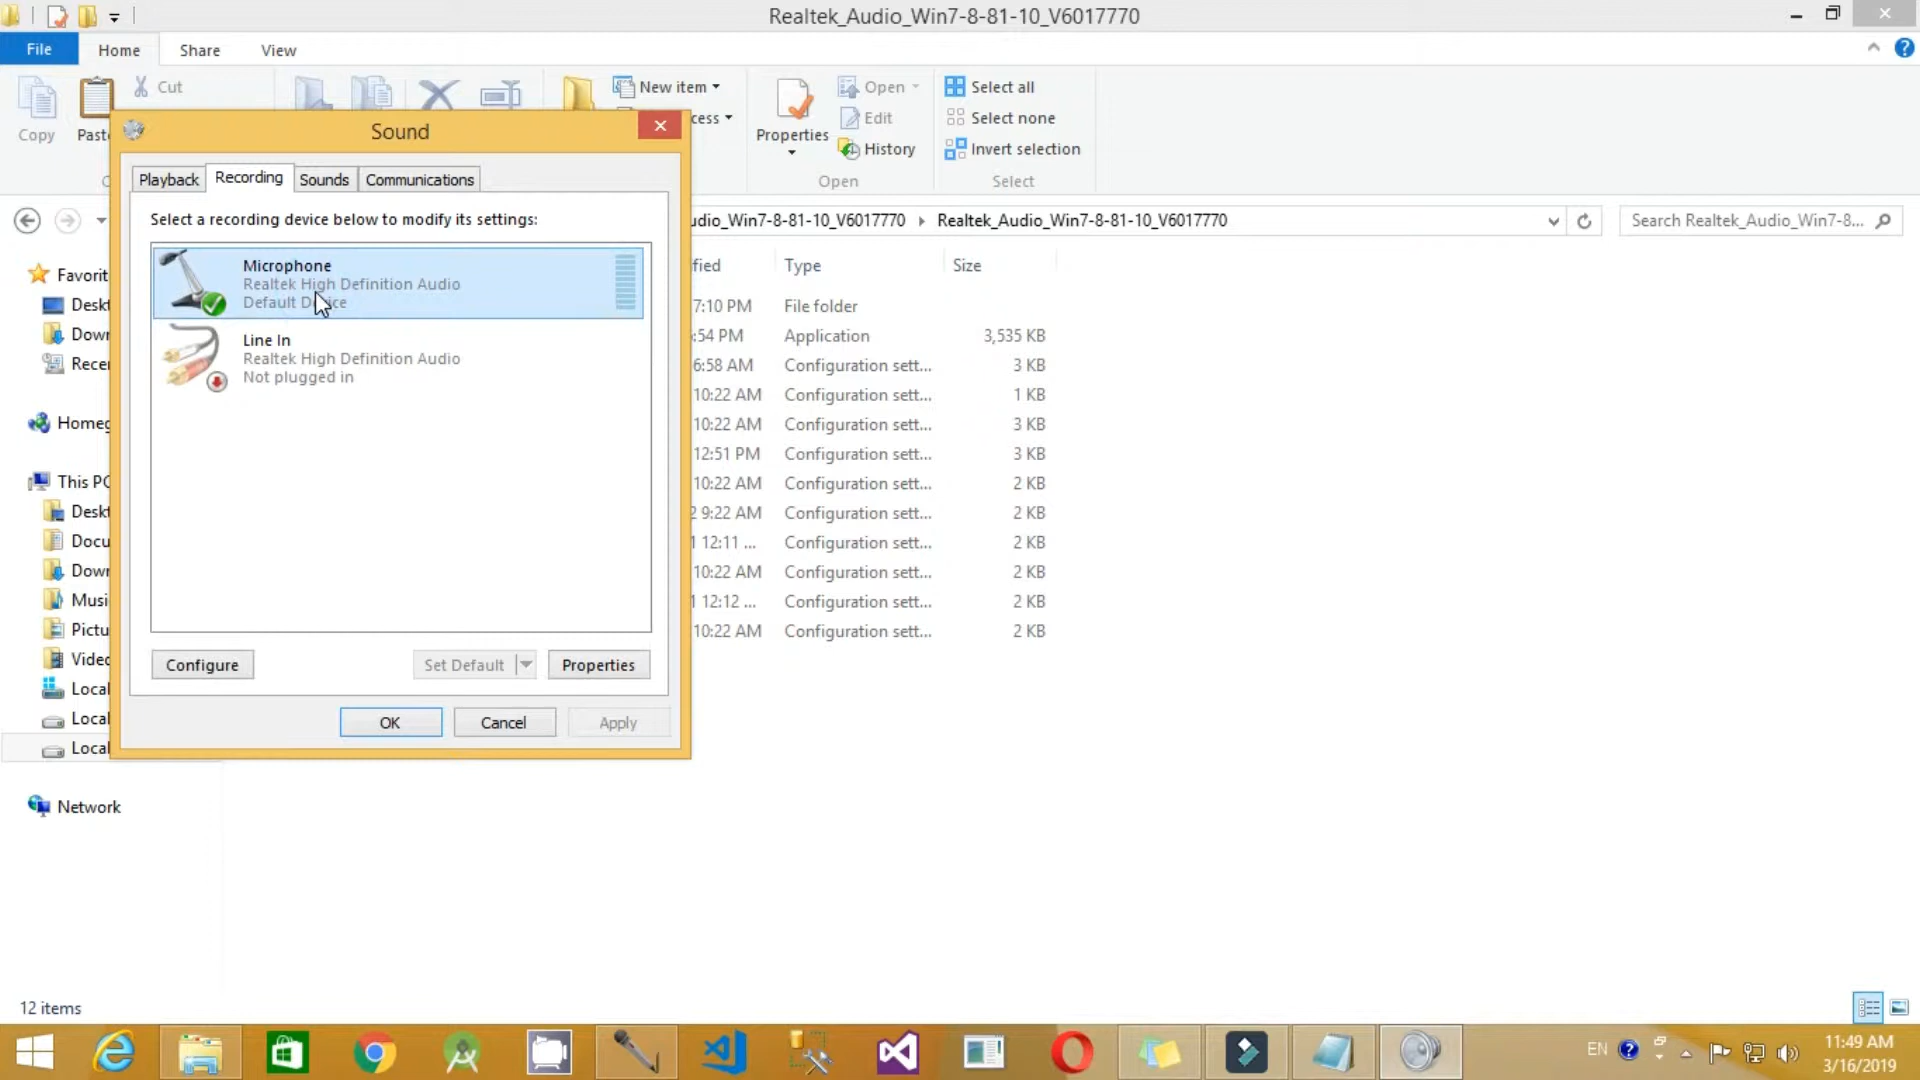 Realtek_Audio_Win7-8-81-10_V6017770
File
Home
Share
View
Copy
Paste
Cut
New item
cess
Properties
Open
Edit
History
Open
Select all
Select none
Invert selection
Select
Sound
Playback
Recording
Sounds
Communications
Select a recording device below to modify its settings:
Microphone
Realtek High Definition Audio
Default Device
Line In
Realtek High Definition Audio
Not plugged in
Configure
Set Default
Properties
OK
Cancel
Apply
udio_Win7-8-81-10_V6017770
Realtek_Audio_Win7-8-81-10_V6017770
Search Realtek_Audio_Win7-8...
Favorit
Deskt
Down
Recen
Homeg
This PC
Deskt
Docu
Down
Musi
Pictu
Videc
Local
Local
Local
Network
ified Type Size
7:10 PM File folder
:54 PM Application 3,535 KB
6:58 AM Configuration sett... 3 KB
10:22 AM Configuration sett... 1 KB
10:22 AM Configuration sett... 3 KB
12:51 PM Configuration sett... 3 KB
10:22 AM Configuration sett... 2 KB
2 9:22 AM Configuration sett... 2 KB
1 12:11 ... Configuration sett... 2 KB
10:22 AM Configuration sett... 2 KB
1 12:12 ... Configuration sett... 2 KB
10:22 AM Configuration sett... 2 KB
12 items
EN
11:49 AM
3/16/2019